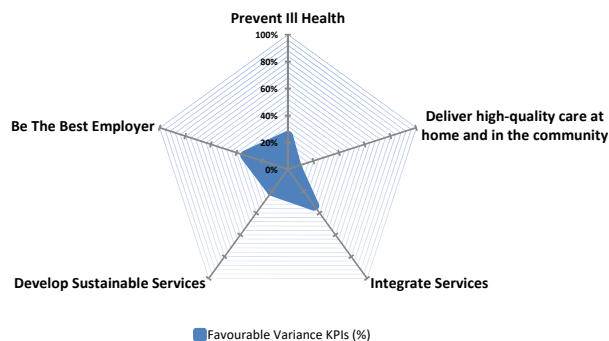 Prevent Ill Health
100%
80%
60%
40%
20%
0%
Be The Best Employer
Deliver high-quality care at
home and in the community
Develop Sustainable Services
Integrate Services
Favourable Variance KPIs (%)